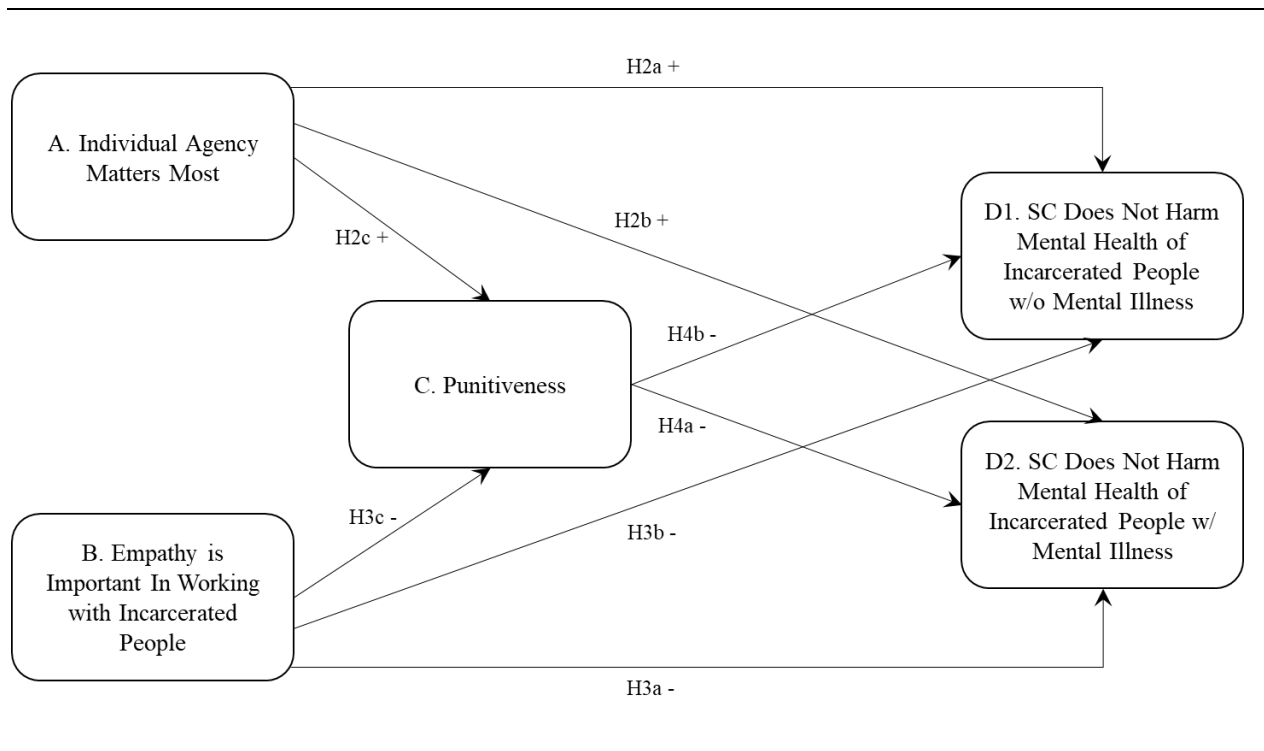 H2a +
A. Individual Agency
Matters Most
H2b +
H2c +
D1. SC Does Not Harm
Mental Health of
Incarcerated People
w/o Mental Illness
H4b -
C. Punitiveness
H4a -
D2. SC Does Not Harm
Mental Health of
Incarcerated People w/
Mental Illness
H3c -
H3b -
B. Empathy is
Important In Working
with Incarcerated
People
H3a -